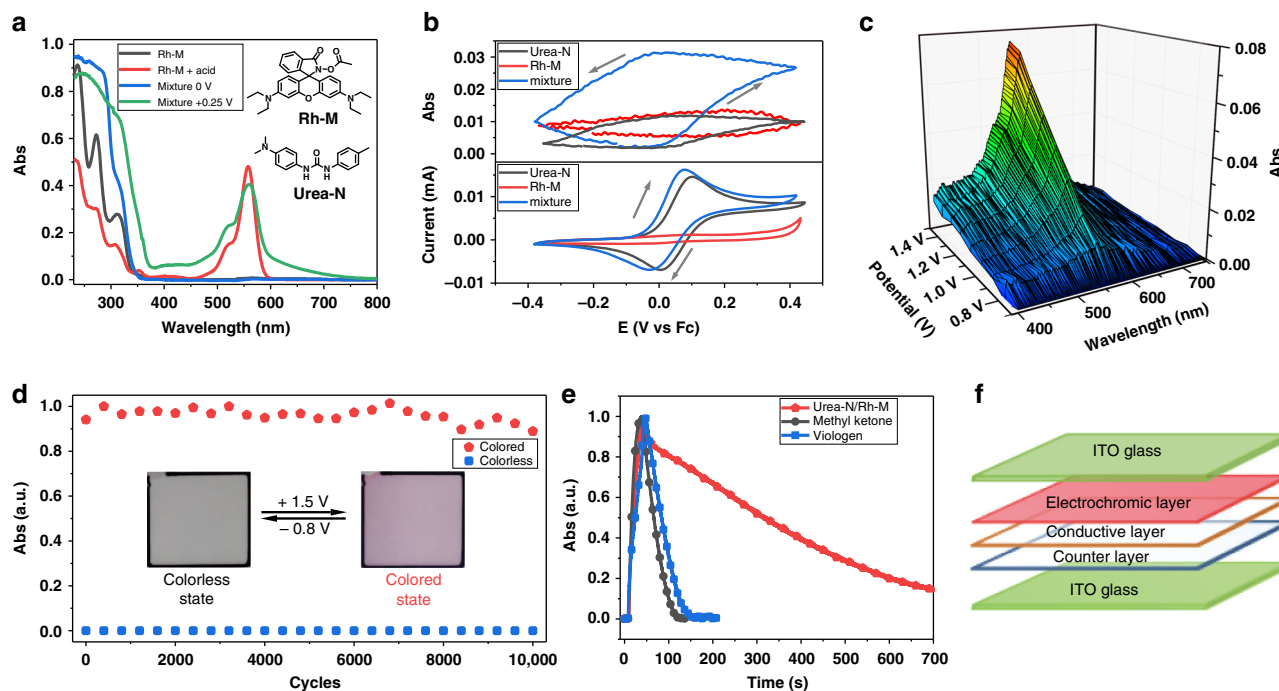 a
Abs
1.0
0.8
0.6
0.4
0.2
0.0
300
400
500
600
700
800
Wavelength (nm)
Rh-M
Rh-M + acid
Mixture 0 V
Mixture +0.25 V
O
O
N
O
N
O
N
Rh-M
N
O
N
H
N
H
Urea-N
b
Abs
0.03
0.02
0.01
0.00
Urea-N
Rh-M
mixture
Current (mA)
0.02
0.01
0.00
−0.01
Urea-N
Rh-M
mixture
−0.4
−0.2
0.0
0.2
0.4
E (V vs Fc)
c
0.08
0.06
0.04
0.02
0.00
Abs
1.4 V
1.2 V
1.0 V
0.8 V
Potential (V)
400
500
600
700
Wavelength (nm)
d
Abs (a.u.)
1.0
0.8
0.6
0.4
0.2
0.0
Colored
Colorless
+ 1.5 V
− 0.8 V
Colorless
state
Colored
state
0
2000
4000
6000
8000
10,000
Cycles
e
Abs (a.u.)
1.0
0.8
0.6
0.4
0.2
0.0
Urea-N/Rh-M
Methyl ketone
Viologen
0
100
200
300
400
500
600
700
Time (s)
f
ITO glass
Electrochromic layer
Conductive layer
Counter layer
ITO glass